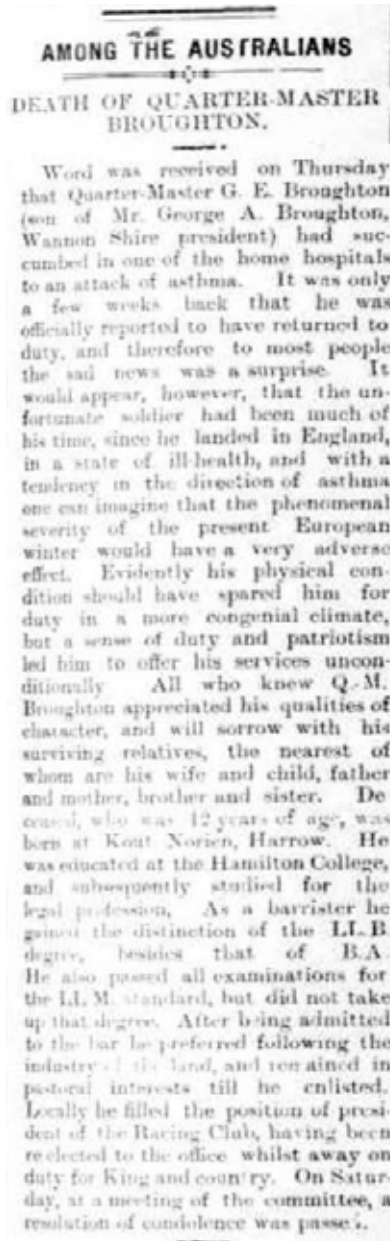 AMONG THE AUSTRALIANS
DEATH OF QUARTER-MASTER
BROUGHTON.
Word was received on Thursday
that Quarter-Master G. E. Broughton
(son of Mr. George A. Broughton,
Wannon Shire president) had suc-
cumbed in one of the home hospitals
to an attack of asthma. It was only
a few weeks back that he was
officially reported to have returned to
duty, and therefore to most people
the sad news was a surprise. It
would appear, however, that the un-
fortunate soldier had been much of
his time, since he landed in England,
in a state of ill-health, and with a
tendency in the direction of asthma
one can imagine that the phenomenal
severity of the present European
winter would have a very adverse
effect. Evidently his physical con-
dition should have spared him for
duty in a more congenial climate,
but a sense of duty and patriotism
led him to offer his services uncon-
ditionally All who knew Q.-M.
Broughton appreciated his qualities of
character, and will sorrow with his
surviving relatives, the nearest of
whom are his wife and child, father
and mother, brother and sister. De
ceased, who was 42 years of age, was
born at Kout Norien, Harrow. He
was educated at the Hamilton College,
and subsequently studied for the
legal profession, As a barrister he
gained the distinction of the LL.B
degree, besides that of B.A
He also passed all examinations for
the LL.M. standard, but did not take
up that degree. After being admitted
to the bar he preferred following the
industry of the land, and remained in
pastoral interests till he enlisted.
Locally he filled the position of presi-
dent of the Racing Club, having been
re elected to the office whilst away on
duty for King and country. On Satur-
day, at a meeting of the committee, a
resolution of condolence was passed.